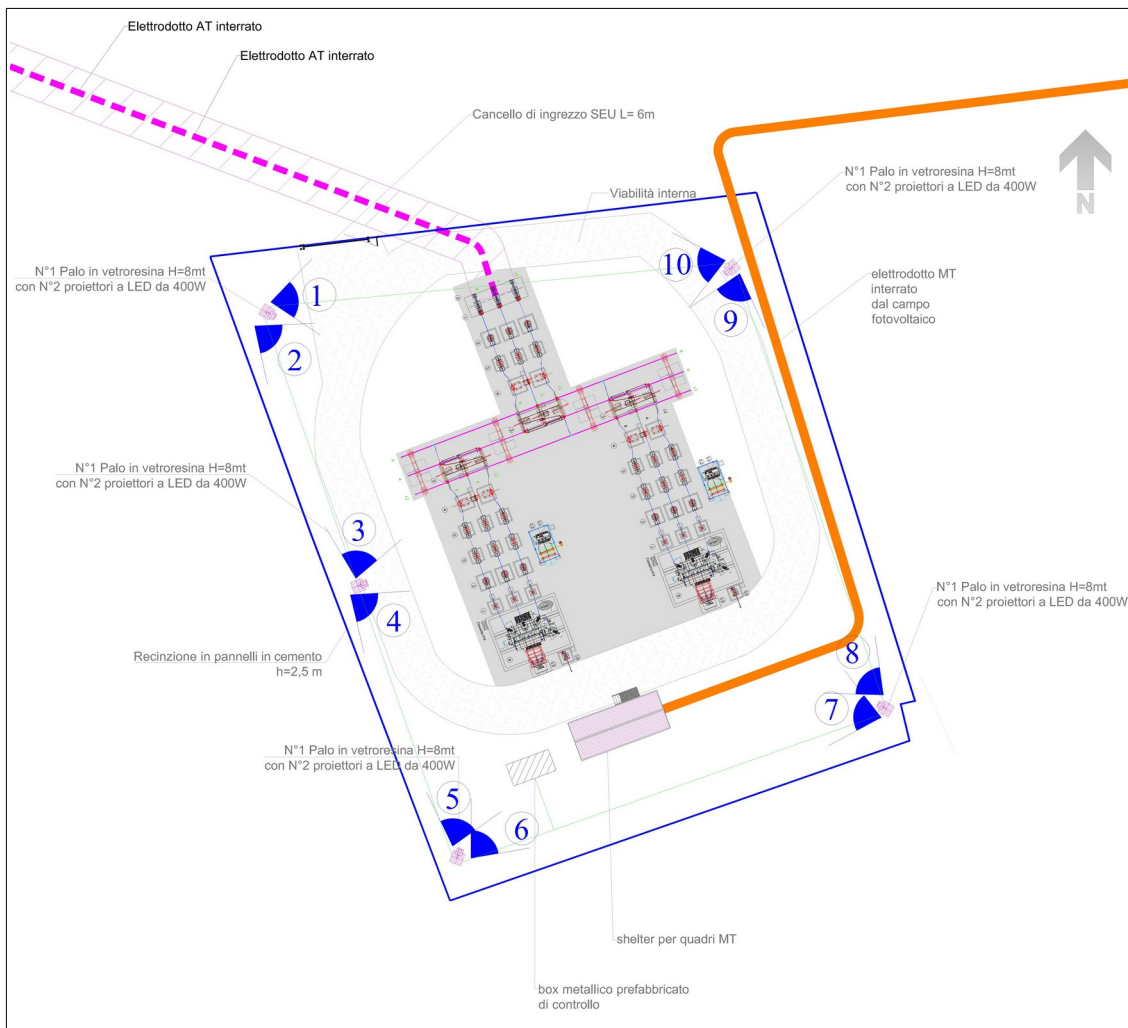 Elettrodotto AT interrato
Elettrodotto AT interrato
Cancello di ingrezzo SEU L= 6m
N°1 Palo in vetroresina H=8mt
con N°2 proiettori a LED da 400W
N
Viabilità interna
10
N°1 Palo in vetroresina H=8mt
con N°2 proiettori a LED da 400W
1
2
9
elettrodotto MT
interrato
dal campo
fotovoltaico
N°1 Palo in vetroresina H=8mt
con N°2 proiettori a LED da 400W
3
4
N°1 Palo in vetroresina H=8mt
con N°2 proiettori a LED da 400W
Recinzione in pannelli in cemento
h=2,5 m
8
7
N°1 Palo in vetroresina H=8mt
con N°2 proiettori a LED da 400W
5
6
shelter per quadri MT
box metallico prefabbricato
di controllo